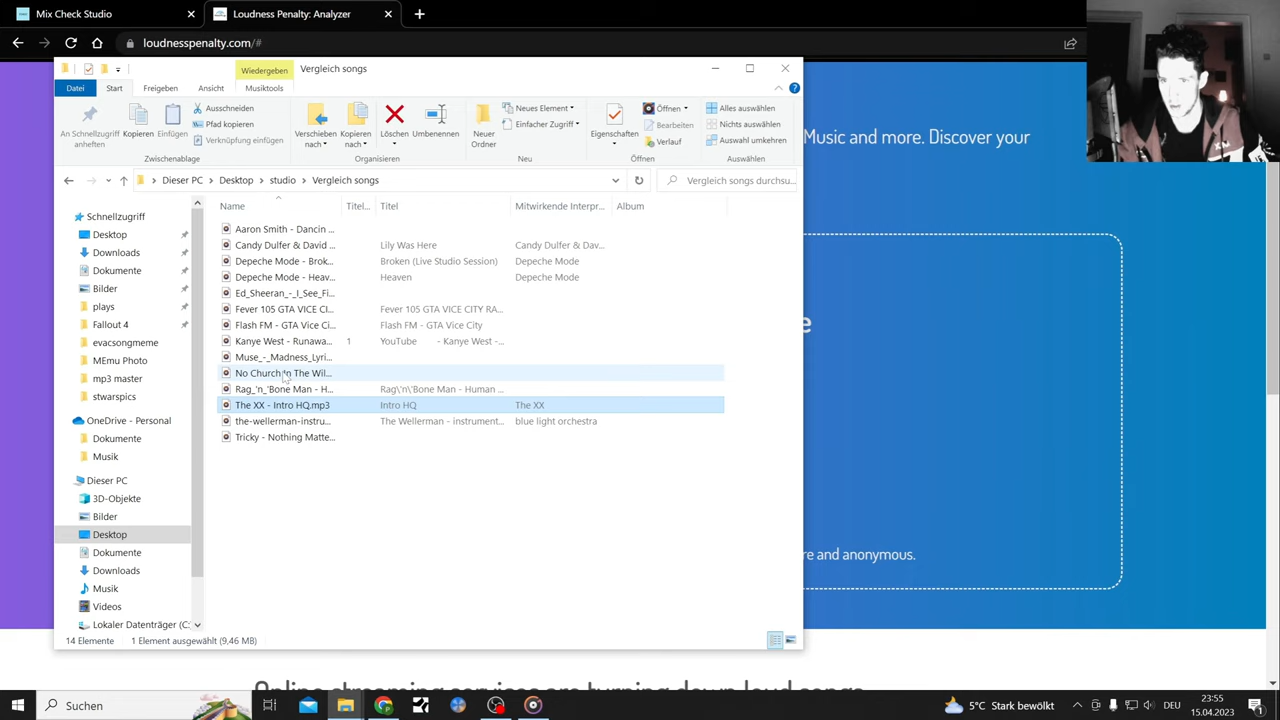 Mix Check Studio
Loudness Penalty: Analyzer
loudnesspenalty.com/#
Wiedergeben
Vergleich songs
Datei
Start
Freigeben
Ansicht
Musiktools
An Schnellzugriff anheften
Kopieren
Einfügen
Ausschneiden
Pfad kopieren
Verknüpfung einfügen
Zwischenablage
Verschieben nach
Kopieren nach
Löschen
Umbenennen
Organisieren
Neuer Ordner
Neues Element
Einfacher Zugriff
Neu
Eigenschaften
Öffnen
Bearbeiten
Verlauf
Öffnen
Alles auswählen
Nichts auswählen
Auswahl umkehren
Auswählen
Music and more. Discover your
Dieser PC > Desktop > studio > Vergleich songs
Vergleich songs durchsu...
Name Titel... Titel Mitwirkende Interpr... Album
Schnellzugriff
Desktop
Downloads
Dokumente
Bilder
plays
Fallout 4
evacsongmeme
MEmu Photo
mp3 master
stwarspics
OneDrive - Personal
Dokumente
Musik
Dieser PC
3D-Objekte
Bilder
Desktop
Dokumente
Downloads
Musik
Videos
Lokaler Datenträger (C:
Aaron Smith - Dancin ...
Candy Dulfer & David ... Lily Was Here Candy Dulfer & Dav...
Depeche Mode - Brok... Broken (Live Studio Session) Depeche Mode
Depeche Mode - Heav... Heaven Depeche Mode
Ed_Sheeran_-_I_See_Fi...
Fever 105 GTA VICE CI... Fever 105 GTA VICE CITY RA...
Flash FM - GTA Vice Ci... Flash FM - GTA Vice City
Kanye West - Runawa... 1 YouTube - Kanye West -...
Muse_-_Madness_Lyri...
No Church In The Wil...
Rag_'n_'Bone Man - H... Rag\'n\'Bone Man - Human ...
The XX - Intro HQ.mp3 Intro HQ The XX
the-wellerman-instru... The Wellerman - instrument... blue light orchestra
Tricky - Nothing Matte...
re and anonymous.
14 Elemente 1 Element ausgewählt (9,46 MB)
Online streaming services are turning down loud songs
Suchen
5°C Stark bewölkt
DEU
23:55
15.04.2023